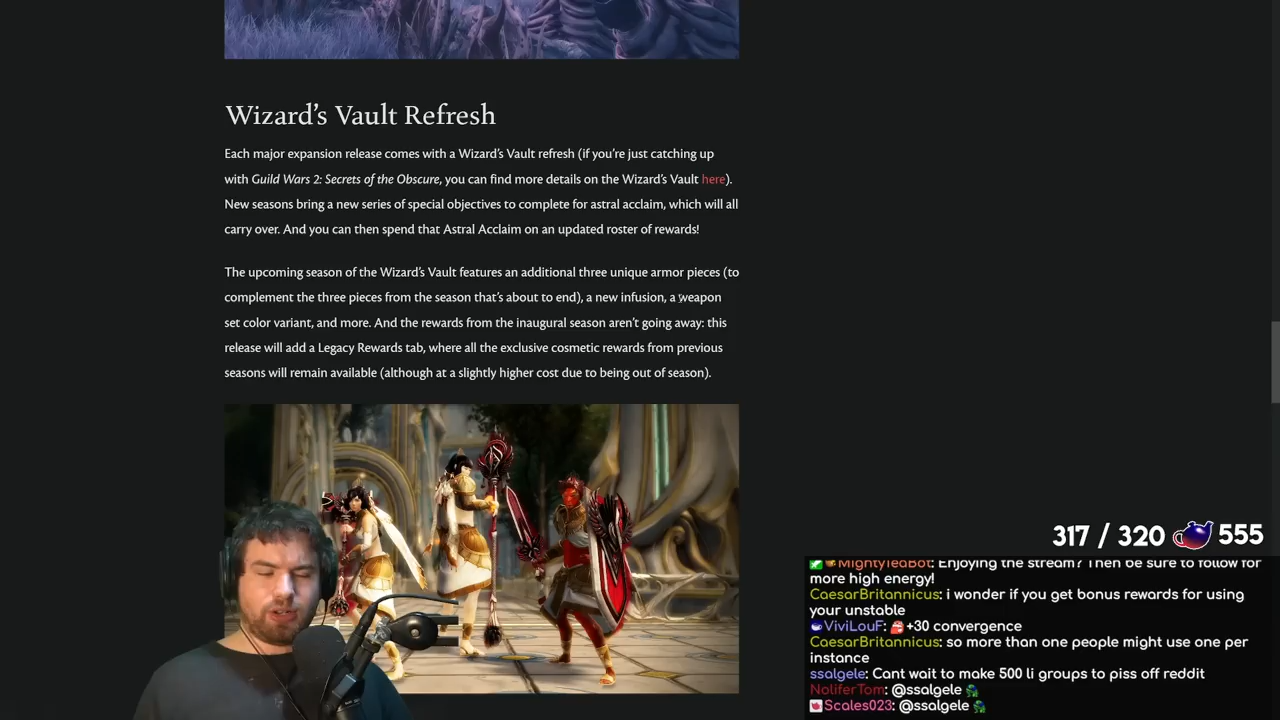 Wizard's Vault Refresh
Each major expansion release comes with a Wizard's Vault refresh (if you're just catching up
with Guild Wars 2: Secrets of the Obscure, you can find more details on the Wizard's Vault here).
New seasons bring a new series of special objectives to complete for astral acclaim, which will all
carry over. And you can then spend that Astral Acclaim on an updated roster of rewards!
The upcoming season of the Wizard's Vault features an additional three unique armor pieces (to
complement the three pieces from the season that's about to end), a new infusion, a weapon
set color variant, and more. And the rewards from the inaugural season aren't going away: this
release will add a Legacy Rewards tab, where all the exclusive cosmetic rewards from previous
seasons will remain available (although at a slightly higher cost due to being out of season).
317 / 320 555
MightyTeaBot: Enjoying the stream? Then be sure to follow for
more high energy!
CaesarBritannicus: i wonder if you get bonus rewards for using
your unstable
ViviLouF: +30 convergence
CaesarBritannicus: so more than one people might use one per
instance
ssalgele: Cant wait to make 500 li groups to piss off reddit
NoliferTom: @ssalgele
Scales023: @ssalgele